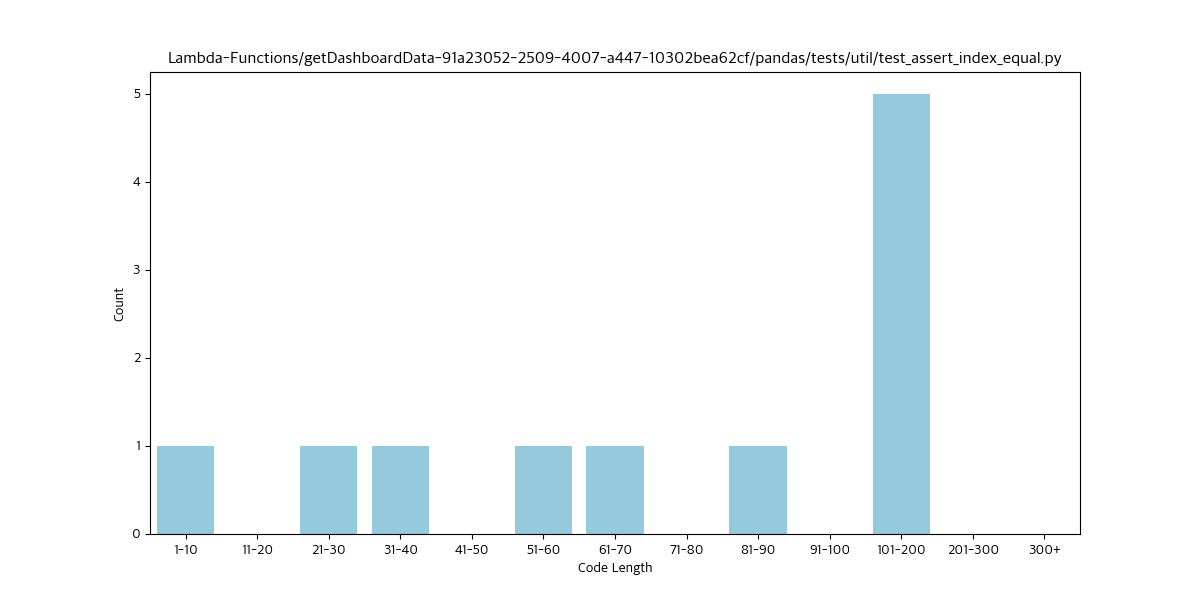 Lambda-Functions/getDashboardData-91a23052-2509-4007-a447-10302bea62cf/pandas/tests/util/test_assert_index_equal.py
5
4
3
2
1
0
Count
1-10 11-20 21-30 31-40 41-50 51-60 61-70 71-80 81-90 91-100 101-200 201-300 300+
Code Length